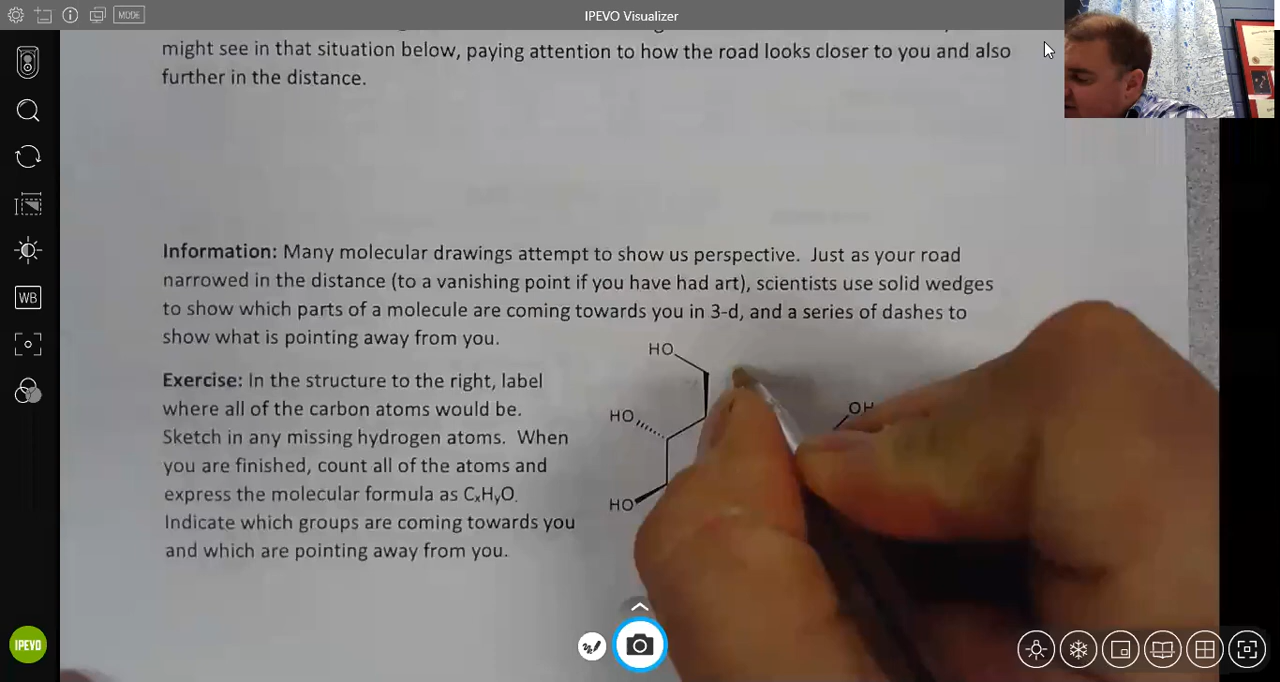 MODE
IPEVO Visualizer
might see in that situation below, paying attention to how the road looks closer to you and also
further in the distance.
WB
Information: Many molecular drawings attempt to show us perspective. Just as your road
narrowed in the distance (to a vanishing point if you have had art), scientists use solid wedges
to show which parts of a molecule are coming towards you in 3-d, and a series of dashes to
show what is pointing away from you.
Exercise: In the structure to the right, label
where all of the carbon atoms would be.
Sketch in any missing hydrogen atoms. When
you are finished, count all of the atoms and
express the molecular formula as CxHyO.
Indicate which groups are coming towards you
and which are pointing away from you.
HO
HO
OH
HO
IPEVO